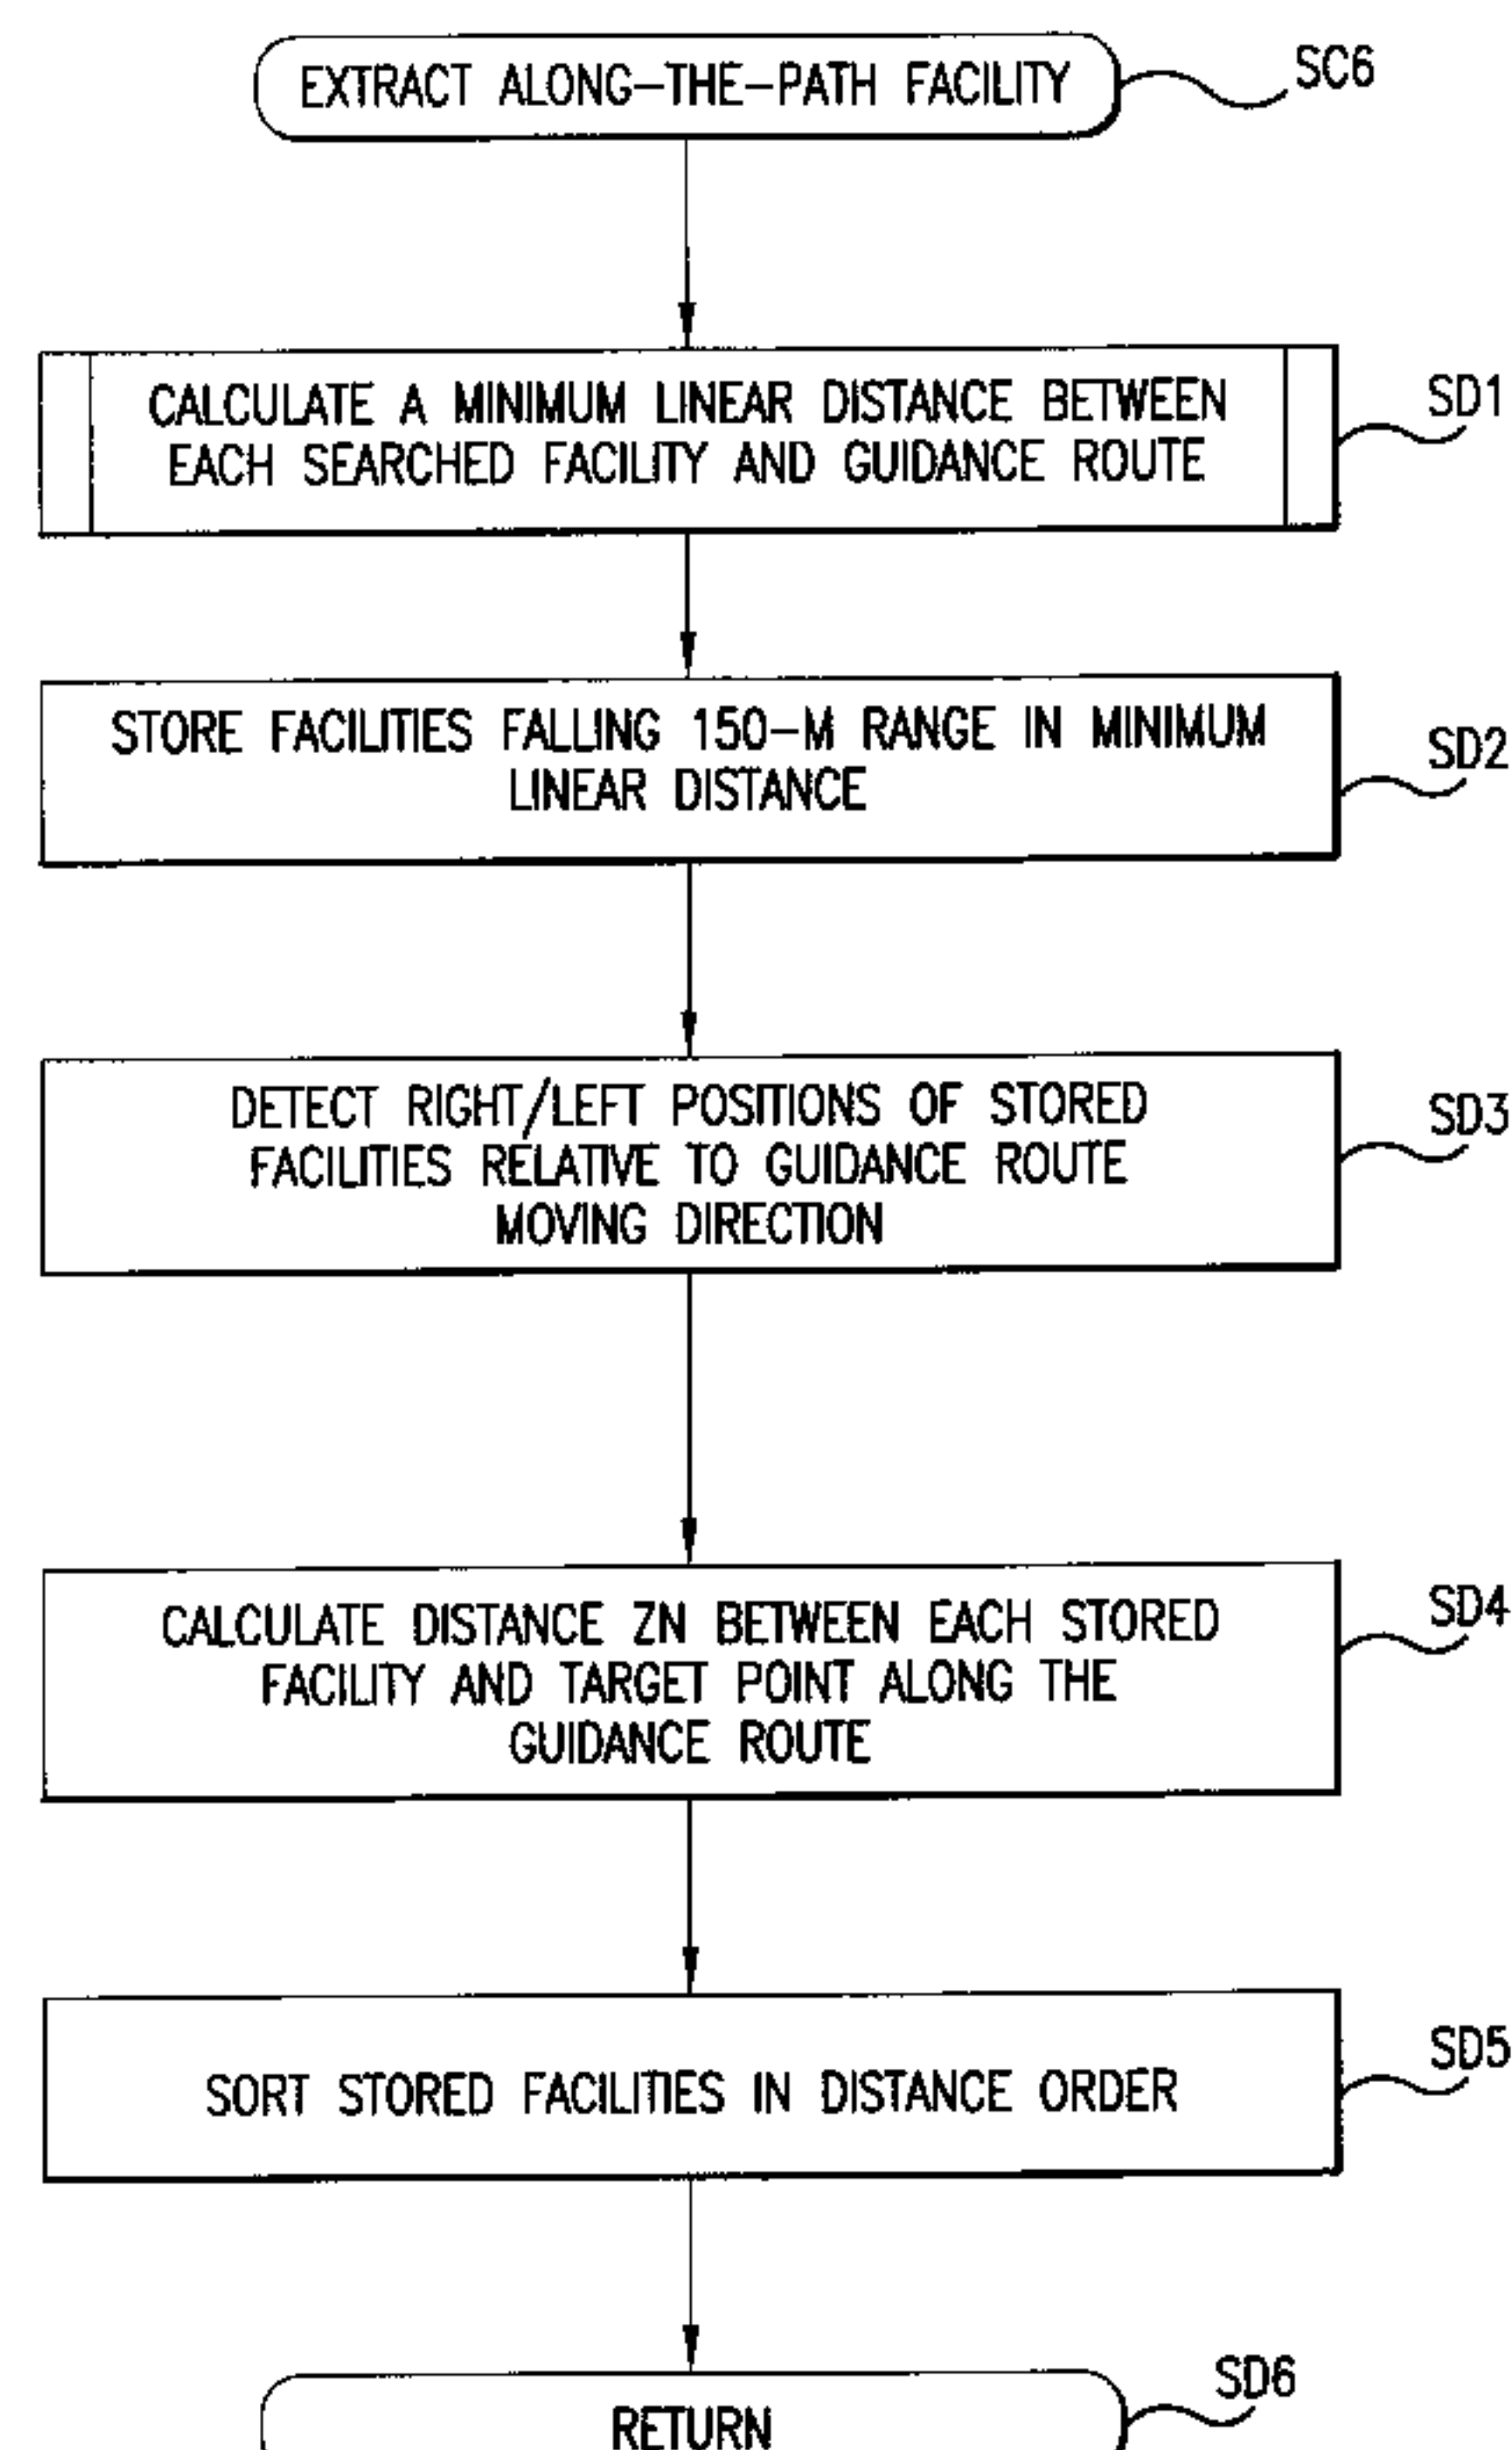 EXTRACT ALONG-THE-PATH FACILITY
SC6
CALCULATE A MINIMUM LINEAR DISTANCE BETWEEN
EACH SEARCHED FACILITY AND GUIDANCE ROUTE
SD1
STORE FACILITIES FALLING 150-M RANGE IN MINIMUM
LINEAR DISTANCE
SD2
DETECT RIGHT/LEFT POSITIONS OF STORED
FACILITIES RELATIVE TO GUIDANCE ROUTE
MOVING DIRECTION
SD3
CALCULATE DISTANCE ZN BETWEEN EACH STORED
FACILITY AND TARGET POINT ALONG THE
GUIDANCE ROUTE
SD4
SORT STORED FACILITIES IN DISTANCE ORDER
SD5
RETURN
SD6